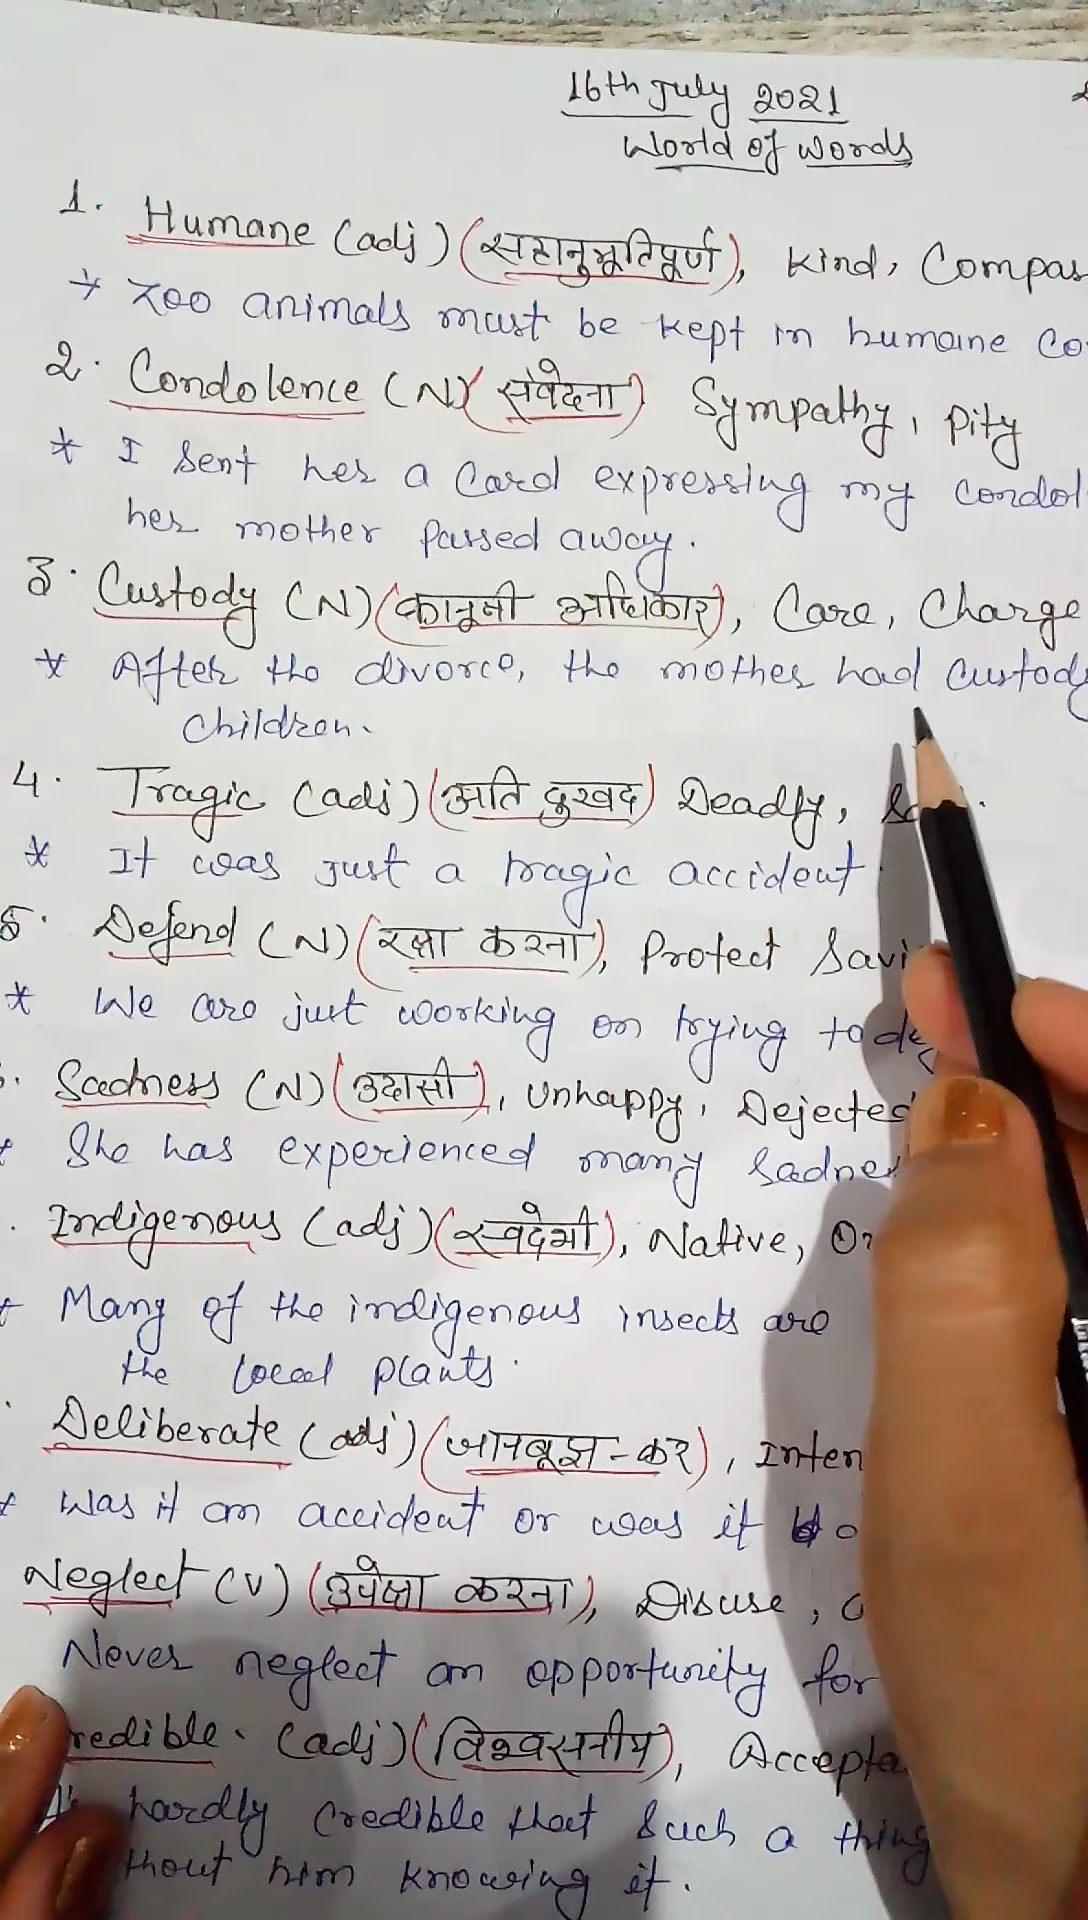 16th July 2021
World of Words
1. Humane (adj) (सहानुभूतिपूर्ण), Kind, Compas
* Zoo animals must be kept in humane co
2. Condolence (N) (संवेदना) Sympathy, Pity
* I sent her a card expressing my condol
her mother passed away.
3. Custody (N) (कानूनी अधिकार), Care, Charge
* After the divorce, the mother had custody
children.
4. Tragic (adj) (अति दुखद) Deadly,
* It was just a tragic accident
5. Defend (N) (रक्षा करना), Protect Savi
* We are just working on trying to de
Sadness (N) (उदासी), Unhappy, Dejected
She has experienced many sadnes
Indigenous (adj) (स्वदेशी), Native, Or
Many of the indigenous insects are
the local plants.
Deliberate (adj) (जानबूझ-कर), Inten
Was it an accident or was it
Neglect (V) (उपेक्षा करना), Disuse,
Never neglect an opportunity for
redible. (adj) (विश्वसनीय), Accepta
hardly credible that such a thing
thout him knowing it.